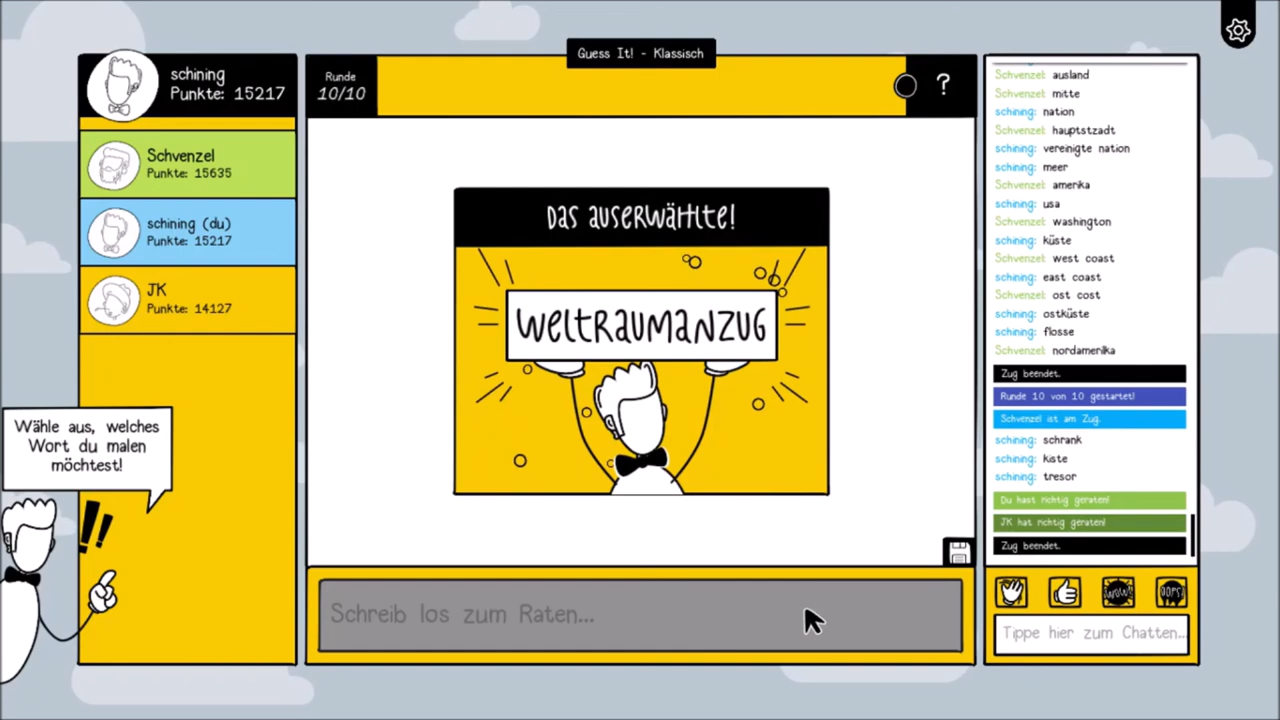 Guess It! - Klassisch
schining
Punkte: 15217
Schvenzel
Punkte: 15635
schining (du)
Punkte: 15217
JK
Punkte: 14127
Wähle aus, welches
Wort du malen
möchtest!
!!
Runde
10/10
?
Das auserwählte!
Weltraumanzug
Schreib los zum Raten...
Schvenzel: ausland
Schvenzel: mitte
schining: nation
Schvenzel: hauptstzadt
schining: vereinigte nation
schining: meer
Schvenzel: amerika
schining: usa
Schvenzel: washington
schining: küste
Schvenzel: west coast
schining: east coast
Schvenzel: ost cost
schining: ostküste
schining: flosse
Schvenzel: nordamerika
Zug beendet.
Runde 10 von 10 gestartet!
Schvenzel ist am Zug.
schining: schrank
schining: kiste
schining: tresor
Du hast richtig geraten!
JK hat richtig geraten!
Zug beendet.
WOW!
OOPS!
Tippe hier zum Chatten...